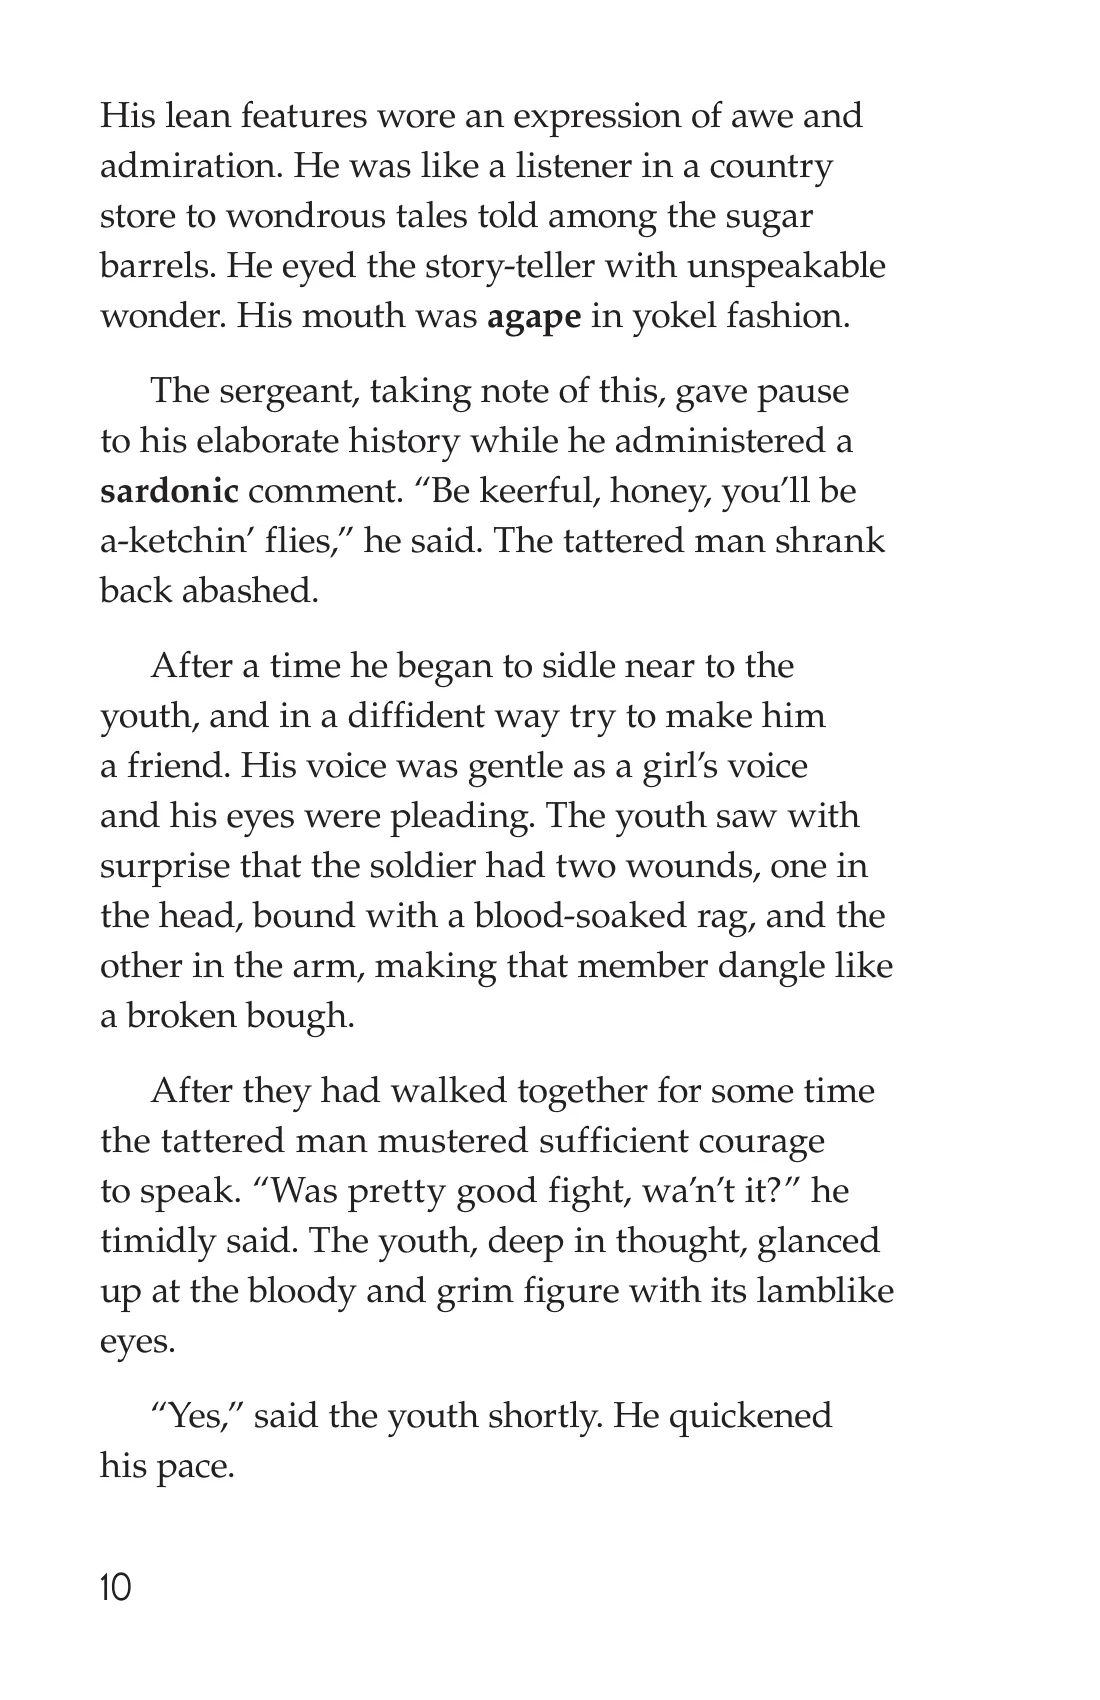 His lean features wore an expression of awe and
admiration. He was like a listener in a country
store to wondrous tales told among the sugar
barrels. He eyed the story-teller with unspeakable
wonder. His mouth was agape in yokel fashion.
The sergeant, taking note of this, gave pause
to his elaborate history while he administered a
sardonic comment. “Be keerful, honey, you’ll be
a-ketchin’ flies,” he said. The tattered man shrank
back abashed.
After a time he began to sidle near to the
youth, and in a diffident way try to make him
a friend. His voice was gentle as a girl’s voice
and his eyes were pleading. The youth saw with
surprise that the soldier had two wounds, one in
the head, bound with a blood-soaked rag, and the
other in the arm, making that member dangle like
a broken bough.
After they had walked together for some time
the tattered man mustered sufficient courage
to speak. “Was pretty good fight, wa’n’t it?” he
timidly said. The youth, deep in thought, glanced
up at the bloody and grim figure with its lamblike
eyes.
“Yes,” said the youth shortly. He quickened
his pace.
10